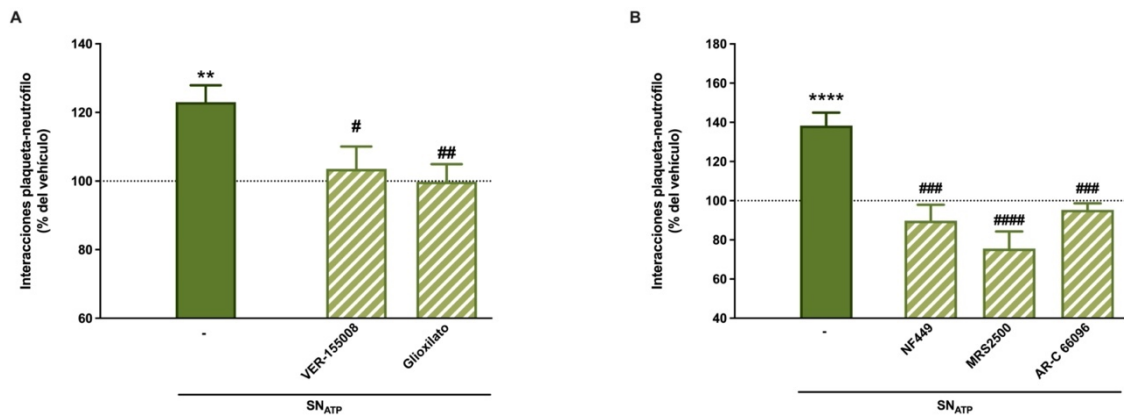 A
Interacciones plaqueta-neutrófilo
(% del vehículo)
140
120
100
80
60
**
#
##
-
VER-155008
Glioxilato
SNATP
B
Interacciones plaqueta-neutrófilo
(% del vehículo)
180
160
140
120
100
80
60
40
****
###
####
###
-
NF449
MRS2500
AR-C 66096
SNATP